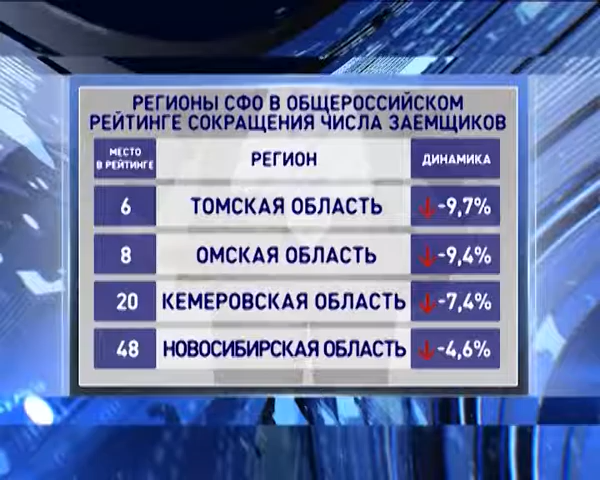 РЕГИОНЫ СФО В ОБЩЕРОССИЙСКОМ
РЕЙТИНГЕ СОКРАЩЕНИЯ ЧИСЛА ЗАЕМЩИКОВ
МЕСТО
В РЕЙТИНГЕ
РЕГИОН
ДИНАМИКА
6 ТОМСКАЯ ОБЛАСТЬ -9,7%
8 ОМСКАЯ ОБЛАСТЬ -9,4%
20 КЕМЕРОВСКАЯ ОБЛАСТЬ -7,4%
48 НОВОСИБИРСКАЯ ОБЛАСТЬ -4,6%